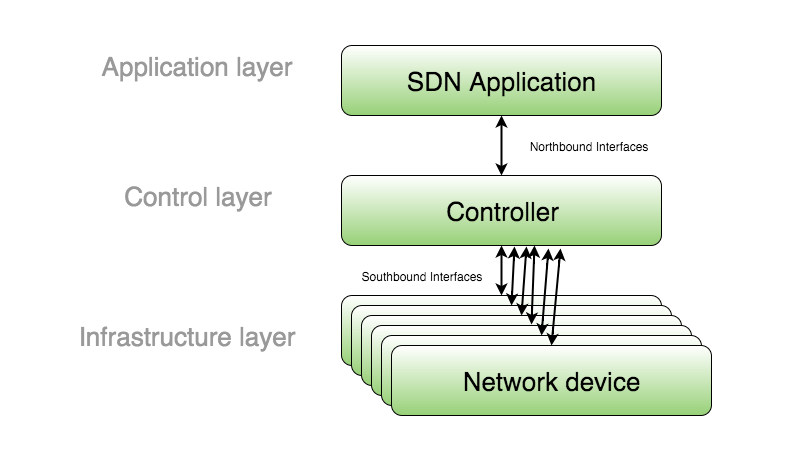 Application layer
SDN Application
Northbound Interfaces
Control layer
Controller
Southbound Interfaces
Infrastructure layer
Network device